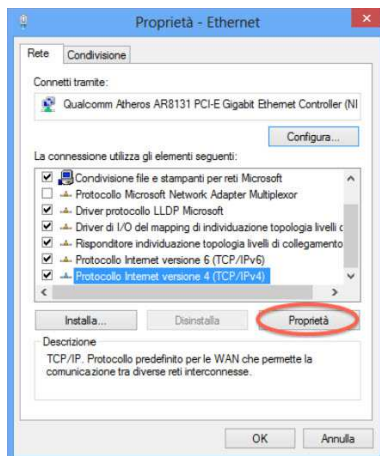 Proprietà - Ethernet
Rete Condivisione
Connetti tramite:
Qualcomm Atheros AR8131 PCI-E Gigabit Ethernet Controller (NI
Configura...
La connessione utilizza gli elementi seguenti:
Condivisione file e stampanti per reti Microsoft
Protocollo Microsoft Network Adapter Multiplexor
Driver protocollo LLDP Microsoft
Driver di I/O del mapping di individuazione topologia livelli c
Risponditore individuazione topologia livelli di collegamento
Protocollo Internet versione 6 (TCP/IPv6)
Protocollo Internet versione 4 (TCP/IPv4)
Installa... Disinstalla Proprietà
Descrizione
TCP/IP. Protocollo predefinito per le WAN che permette la
comunicazione tra diverse reti interconnesse.
OK Annulla